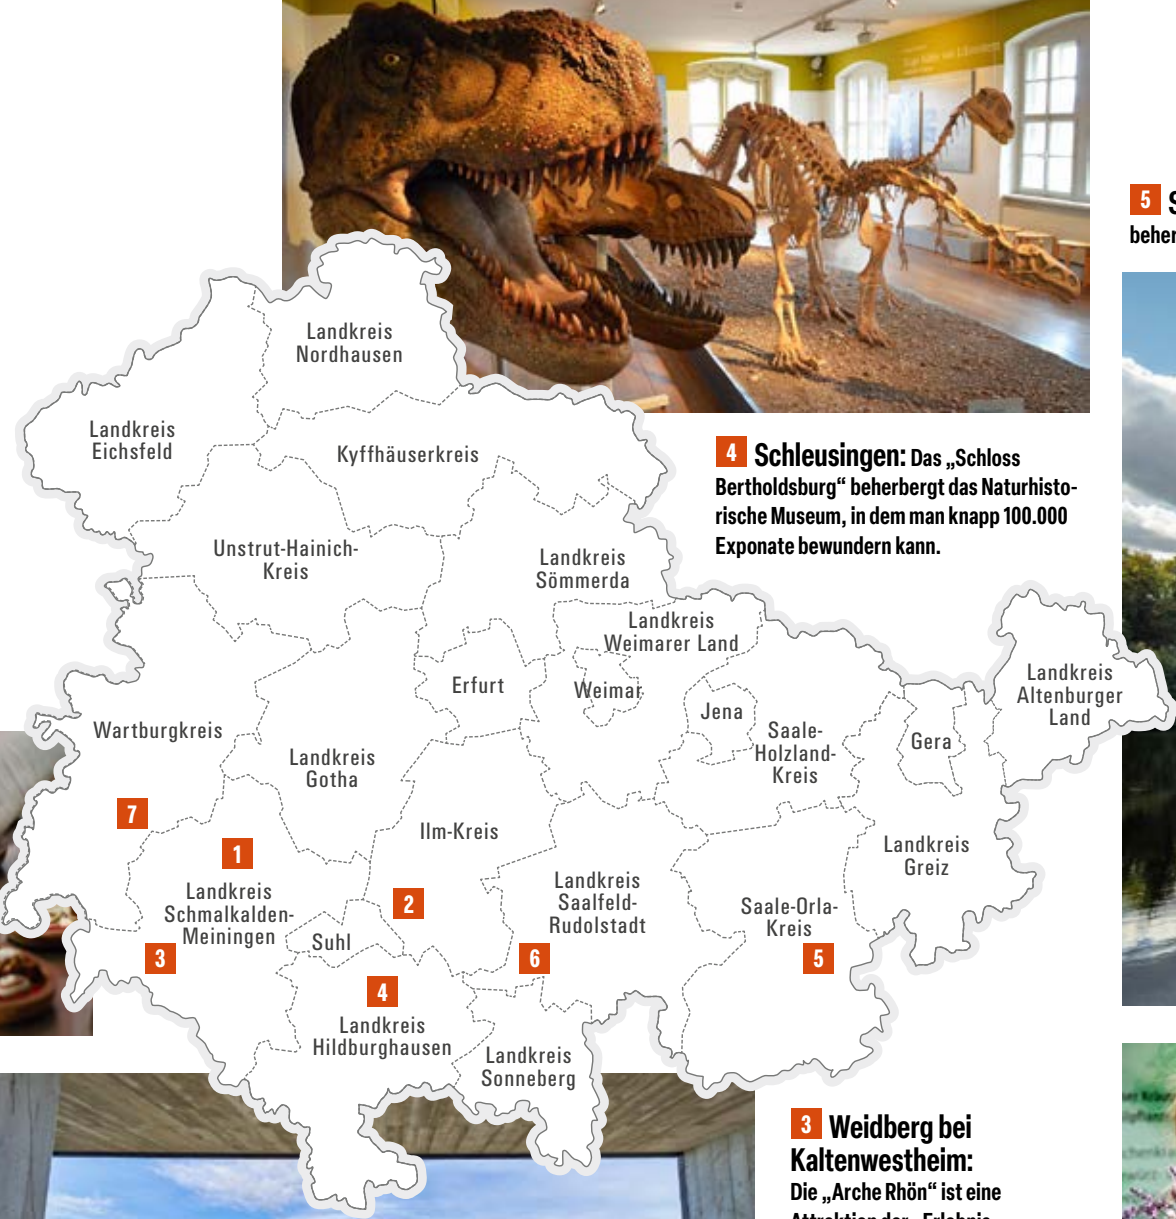 5 S
beher
Landkreis
Nordhausen
Landkreis
Eichsfeld
Kyffhäuserkreis
4 Schleusingen: Das „Schloss
Bertholdsburg“ beherbergt das Naturhisto-
rische Museum, in dem man knapp 100.000
Exponate bewundern kann.
Unstrut-Hainich-
Kreis
Landkreis
Sömmerda
Landkreis
Weimarer Land
Erfurt
Weimar
Jena
Landkreis
Altenburger
Land
Wartburgkreis
Landkreis
Gotha
Saale-
Holzland-
Kreis
Gera
7
1
Ilm-Kreis
Landkreis
Greiz
Landkreis
Schmalkalden-
Meiningen
2
Landkreis
Saalfeld-
Rudolstadt
Saale-Orla-
Kreis
Suhl
3
6
5
4
Landkreis
Hildburghausen
Landkreis
Sonneberg
3 Weidberg bei
Kaltenwestheim:
Die „Arche Rhön“ ist eine
Attraktion der